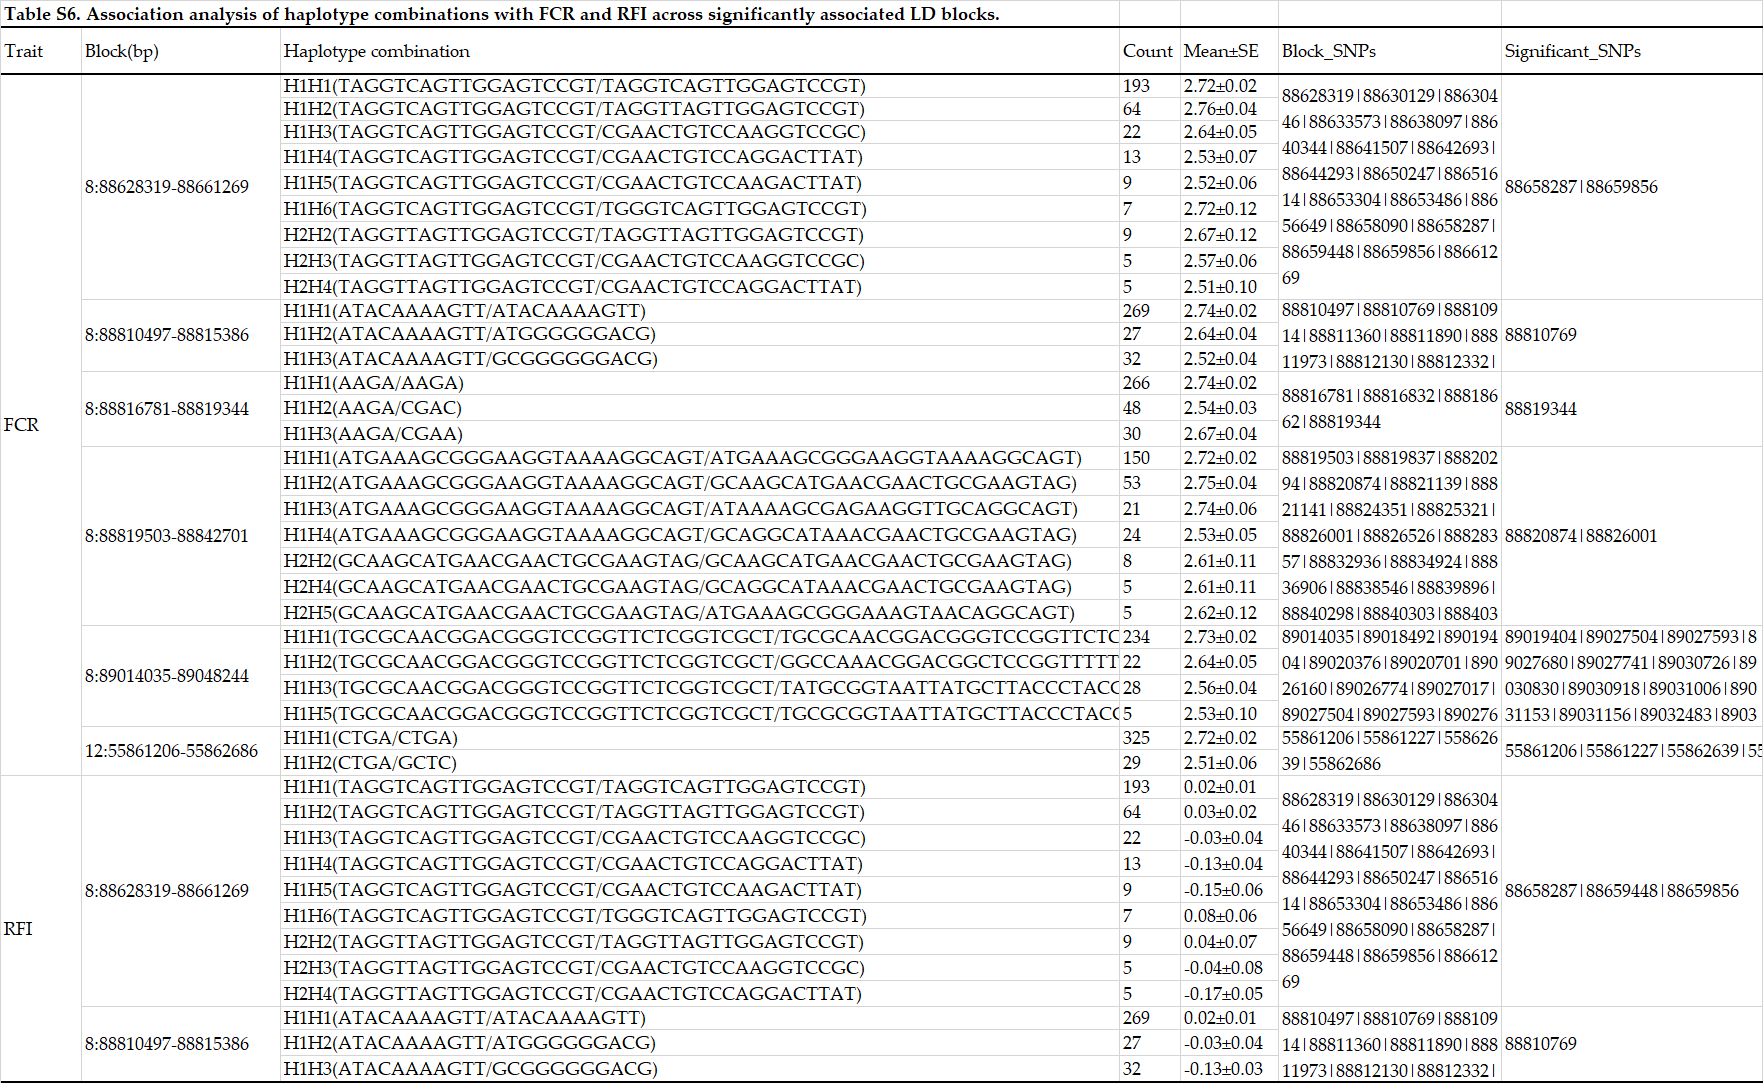 Table S6. Association analysis of haplotype combinations with FCR and RFI across significantly associated LD blocks.
Trait Block(bp) Haplotype combination Count Mean±SE Block_SNPs Significant_SNPs
FCR
8:88628319-88661269
H1H1(TAGGTCAGTTGGAGTCCGT/TAGGTCAGTTGGAGTCCGT) 193 2.72±0.02
H1H2(TAGGTCAGTTGGAGTCCGT/TAGGTTAGTTGGAGTCCGT) 64 2.76±0.04
H1H3(TAGGTCAGTTGGAGTCCGT/CGAACTGTCCAAGGTCCGC) 22 2.64±0.05
H1H4(TAGGTCAGTTGGAGTCCGT/CGAACTGTCCAGGACTTAT) 13 2.53±0.07
H1H5(TAGGTCAGTTGGAGTCCGT/CGAACTGTCCAAGACTTAT) 9 2.52±0.06
H1H6(TAGGTCAGTTGGAGTCCGT/TGGGTCAGTTGGAGTCCGT) 7 2.72±0.12
H2H2(TAGGTTAGTTGGAGTCCGT/TAGGTTAGTTGGAGTCCGT) 9 2.67±0.12
H2H3(TAGGTTAGTTGGAGTCCGT/CGAACTGTCCAAGGTCCGC) 5 2.57±0.06
H2H4(TAGGTTAGTTGGAGTCCGT/CGAACTGTCCAGGACTTAT) 5 2.51±0.10
88628319|88630129|886304
46|88633573|88638097|886
40344|88641507|88642693|
88644293|88650247|886516
14|88653304|88653486|886
56649|88658090|88658287|
88659448|88659856|886612
69
88658287|88659856
8:88810497-88815386
H1H1(ATACAAAAGTT/ATACAAAAGTT) 269 2.74±0.02
H1H2(ATACAAAAGTT/ATGGGGGGACG) 27 2.64±0.04
H1H3(ATACAAAAGTT/GCGGGGGGACG) 32 2.52±0.04
88810497|88810769|888109
14|88811360|88811890|888
11973|88812130|88812332|
88810769
8:88816781-88819344
H1H1(AAGA/AAGA) 266 2.74±0.02
H1H2(AAGA/CGAC) 48 2.54±0.03
H1H3(AAGA/CGAA) 30 2.67±0.04
88816781|88816832|888186
62|88819344
88819344
8:88819503-88842701
H1H1(ATGAAAGCGGGAAGGTAAAAGGCAGT/ATGAAAGCGGGAAGGTAAAAGGCAGT) 150 2.72±0.02
H1H2(ATGAAAGCGGGAAGGTAAAAGGCAGT/GCAAGCATGAACGAACTGCGAAGTAG) 53 2.75±0.04
H1H3(ATGAAAGCGGGAAGGTAAAAGGCAGT/ATAAAAGCGAGAAGGTTGCAGGCAGT) 21 2.74±0.06
H1H4(ATGAAAGCGGGAAGGTAAAAGGCAGT/GCAGGCATAAACGAACTGCGAAGTAG) 24 2.53±0.05
H2H2(GCAAGCATGAACGAACTGCGAAGTAG/GCAAGCATGAACGAACTGCGAAGTAG) 8 2.61±0.11
H2H4(GCAAGCATGAACGAACTGCGAAGTAG/GCAGGCATAAACGAACTGCGAAGTAG) 5 2.61±0.11
H2H5(GCAAGCATGAACGAACTGCGAAGTAG/ATGAAAGCGGGAAAGTAACAGGCAGT) 5 2.62±0.12
88819503|88819837|888202
94|88820874|88821139|888
21141|88824351|88825321|
88826001|88826526|888283
57|88832936|88834924|888
36906|88838546|88839896|
88840298|88840303|888403
88820874|88826001
8:89014035-89048244
H1H1(TGCGCAACGGACGGGTCCGGTTCTCGGTCGCT/TGCGCAACGGACGGGTCCGGTTCTC 234 2.73±0.02
H1H2(TGCGCAACGGACGGGTCCGGTTCTCGGTCGCT/GGCCAAACGGACGGCTCCGGTTTTT 22 2.64±0.05
H1H3(TGCGCAACGGACGGGTCCGGTTCTCGGTCGCT/TATGCGGTAATTATGCTTACCCTACC 28 2.56±0.04
H1H5(TGCGCAACGGACGGGTCCGGTTCTCGGTCGCT/TGCGCGGTAATTATGCTTACCCTACC 5 2.53±0.10
89014035|89018492|890194
04|89020376|89020701|890
26160|89026774|89027017|
89027504|89027593|890276
89019404|89027504|89027593|8
9027680|89027741|89030726|89
030830|89030918|89031006|890
31153|89031156|89032483|8903
12:55861206-55862686
H1H1(CTGA/CTGA) 325 2.72±0.02
H1H2(CTGA/GCTC) 29 2.51±0.06
55861206|55861227|558626
39|55862686
55861206|55861227|55862639|55
RFI
8:88628319-88661269
H1H1(TAGGTCAGTTGGAGTCCGT/TAGGTCAGTTGGAGTCCGT) 193 0.02±0.01
H1H2(TAGGTCAGTTGGAGTCCGT/TAGGTTAGTTGGAGTCCGT) 64 0.03±0.02
H1H3(TAGGTCAGTTGGAGTCCGT/CGAACTGTCCAAGGTCCGC) 22 -0.03±0.04
H1H4(TAGGTCAGTTGGAGTCCGT/CGAACTGTCCAGGACTTAT) 13 -0.13±0.04
H1H5(TAGGTCAGTTGGAGTCCGT/CGAACTGTCCAAGACTTAT) 9 -0.15±0.06
H1H6(TAGGTCAGTTGGAGTCCGT/TGGGTCAGTTGGAGTCCGT) 7 0.08±0.06
H2H2(TAGGTTAGTTGGAGTCCGT/TAGGTTAGTTGGAGTCCGT) 9 0.04±0.07
H2H3(TAGGTTAGTTGGAGTCCGT/CGAACTGTCCAAGGTCCGC) 5 -0.04±0.08
H2H4(TAGGTTAGTTGGAGTCCGT/CGAACTGTCCAGGACTTAT) 5 -0.17±0.05
88628319|88630129|886304
46|88633573|88638097|886
40344|88641507|88642693|
88644293|88650247|886516
14|88653304|88653486|886
56649|88658090|88658287|
88659448|88659856|886612
69
88658287|88659448|88659856
8:88810497-88815386
H1H1(ATACAAAAGTT/ATACAAAAGTT) 269 0.02±0.01
H1H2(ATACAAAAGTT/ATGGGGGGACG) 27 -0.03±0.04
H1H3(ATACAAAAGTT/GCGGGGGGACG) 32 -0.13±0.03
88810497|88810769|888109
14|88811360|88811890|888
11973|88812130|88812332|
88810769